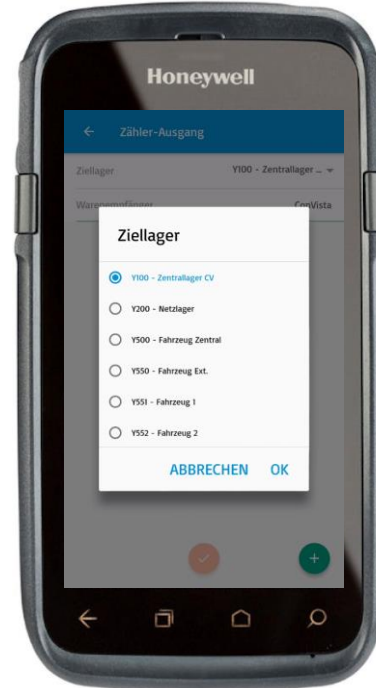 Honeywell
Zähler-Ausgang
Ziellager Y100 - Zentrallager ...
Warenempfänger ConVista
Ziellager
Y100 - Zentrallager CV
Y200 - Netzlager
Y500 - Fahrzeug Zentral
Y550 - Fahrzeug Ext.
Y551 - Fahrzeug 1
Y552 - Fahrzeug 2
ABBRECHEN OK